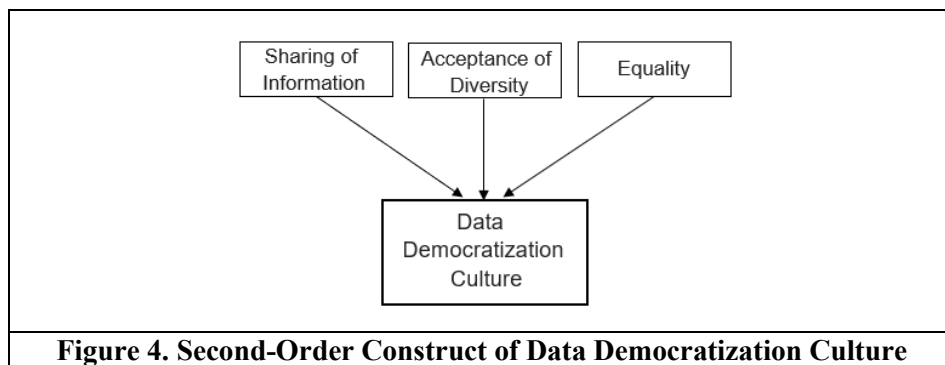 Sharing of
Information
Acceptance of
Diversity
Equality
Data
Democratization
Culture
Figure 4. Second-Order Construct of Data Democratization Culture